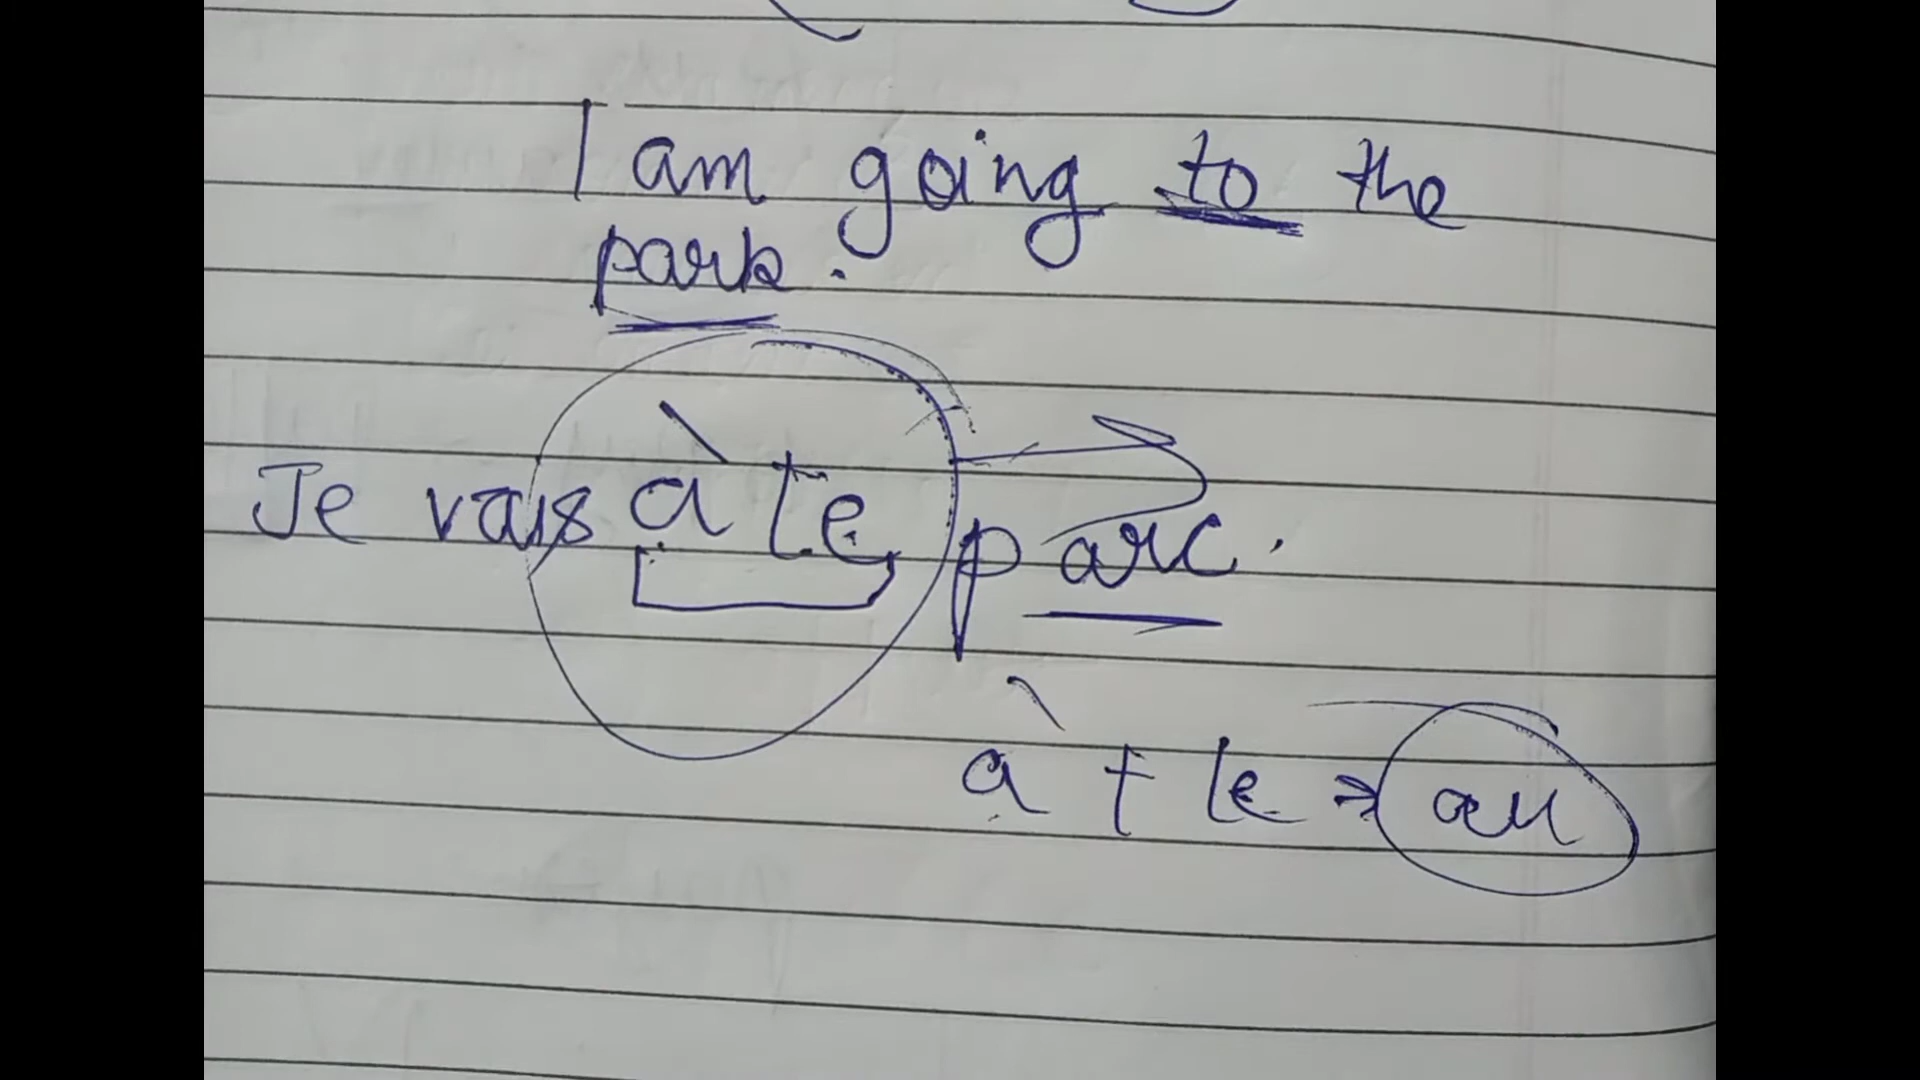 I am going to the
park.
Je vais à le parc.
à + le → au